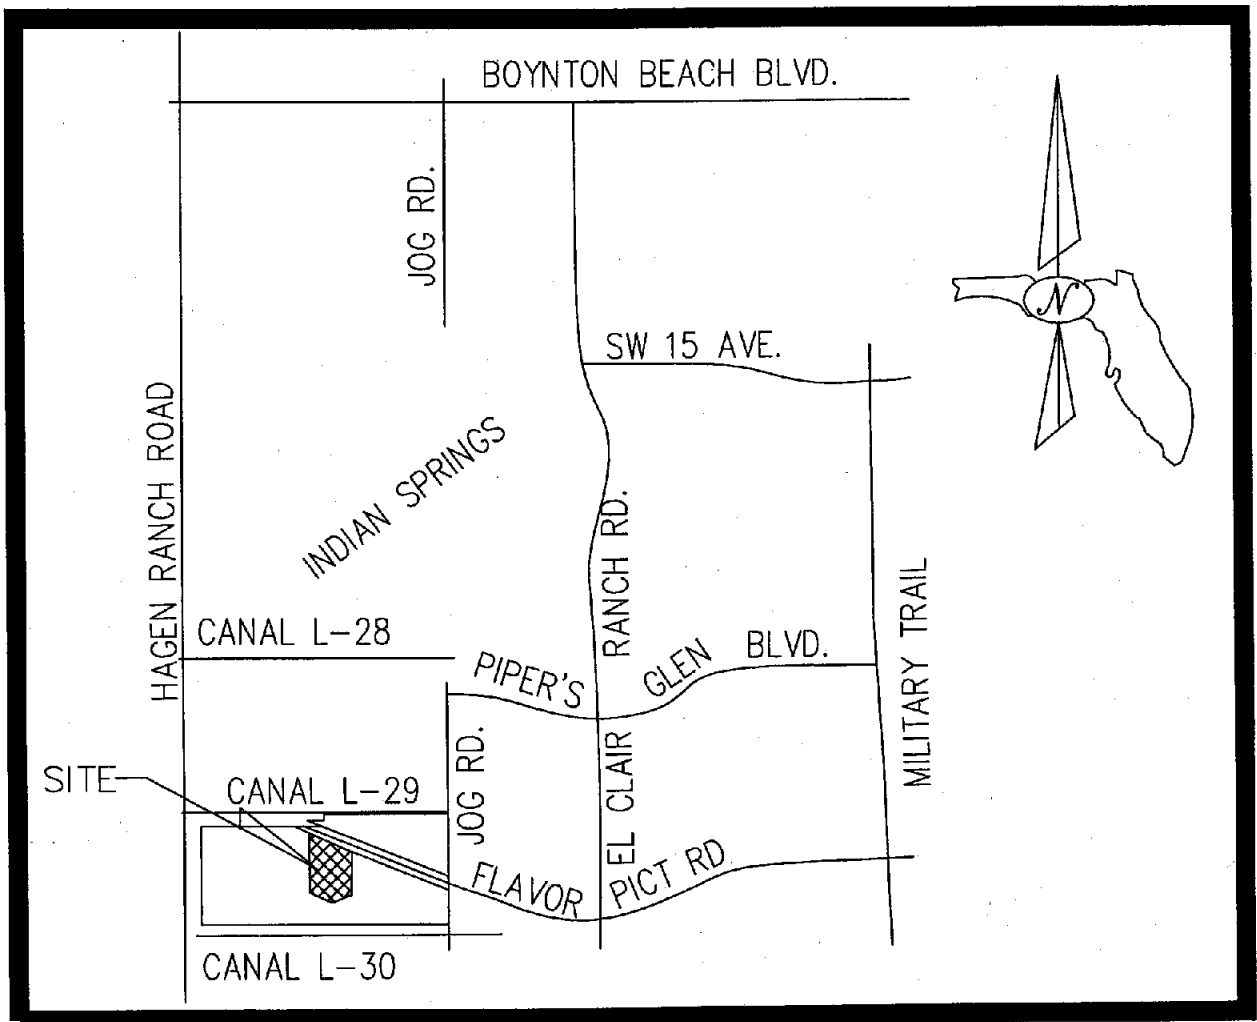 BOYNTON BEACH BLVD.
JOG RD.
N
SW 15 AVE.
HAGEN RANCH ROAD
INDIAN SPRINGS
RANCH RD.
MILITARY TRAIL
CANAL L-28
PIPER'S GLEN BLVD.
JOG RD.
EL CLAIR
SITE
CANAL L-29
FLAVOR PICT RD
CANAL L-30